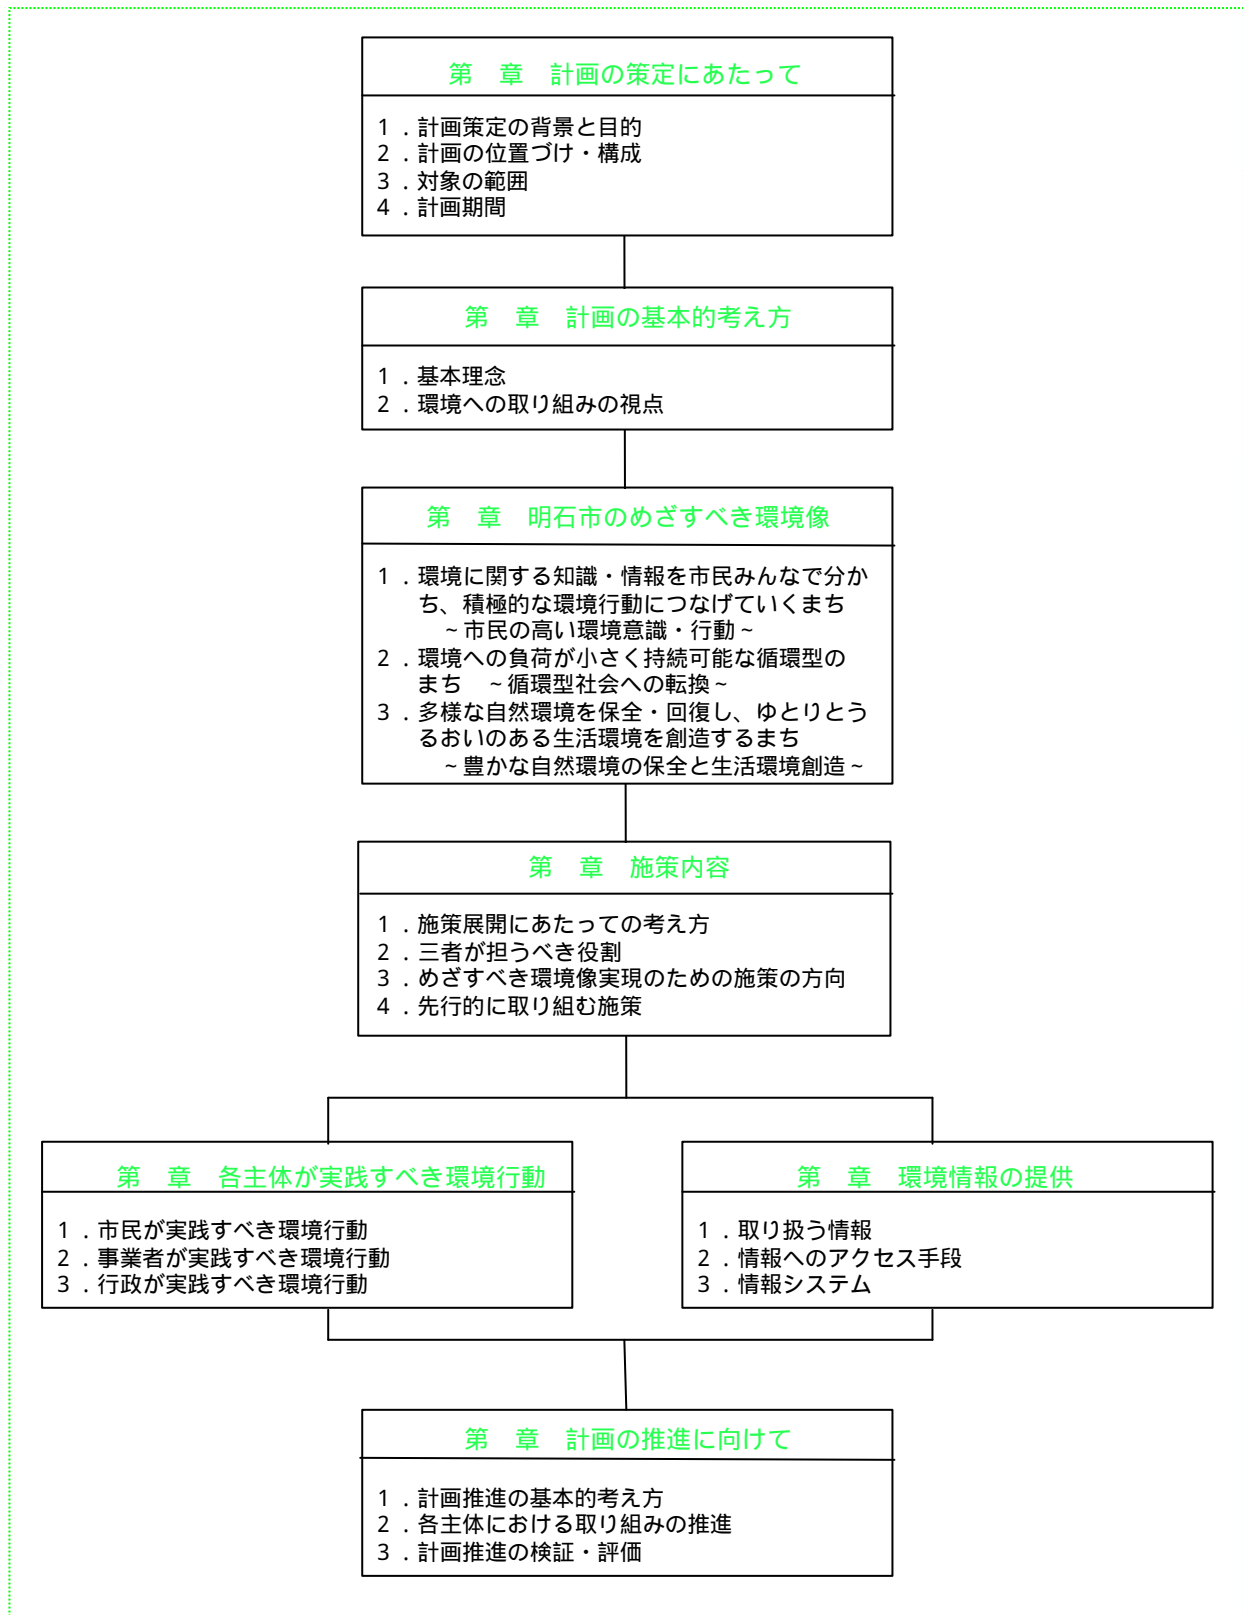 第　章　計画の策定にあたって
1．計画策定の背景と目的
2．計画の位置づけ・構成
3．対象の範囲
4．計画期間
第　章　計画の基本的考え方
1．基本理念
2．環境への取り組みの視点
第　章　明石市のめざすべき環境像
1．環境に関する知識・情報を市民みんなで分か
ち、積極的な環境行動につなげていくまち
~市民の高い環境意識・行動~
2．環境への負荷が小さく持続可能な循環型の
まち　~循環型社会への転換~
3．多様な自然環境を保全・回復し、ゆとりとう
るおいのある生活環境を創造するまち
~豊かな自然環境の保全と生活環境創造~
第　章　施策内容
1．施策展開にあたっての考え方
2．三者が担うべき役割
3．めざすべき環境像実現のための施策の方向
4．先行的に取り組む施策
第　章　各主体が実践すべき環境行動
1．市民が実践すべき環境行動
2．事業者が実践すべき環境行動
3．行政が実践すべき環境行動
第　章　環境情報の提供
1．取り扱う情報
2．情報へのアクセス手段
3．情報システム
第　章　計画の推進に向けて
1．計画推進の基本的考え方
2．各主体における取り組みの推進
3．計画推進の検証・評価